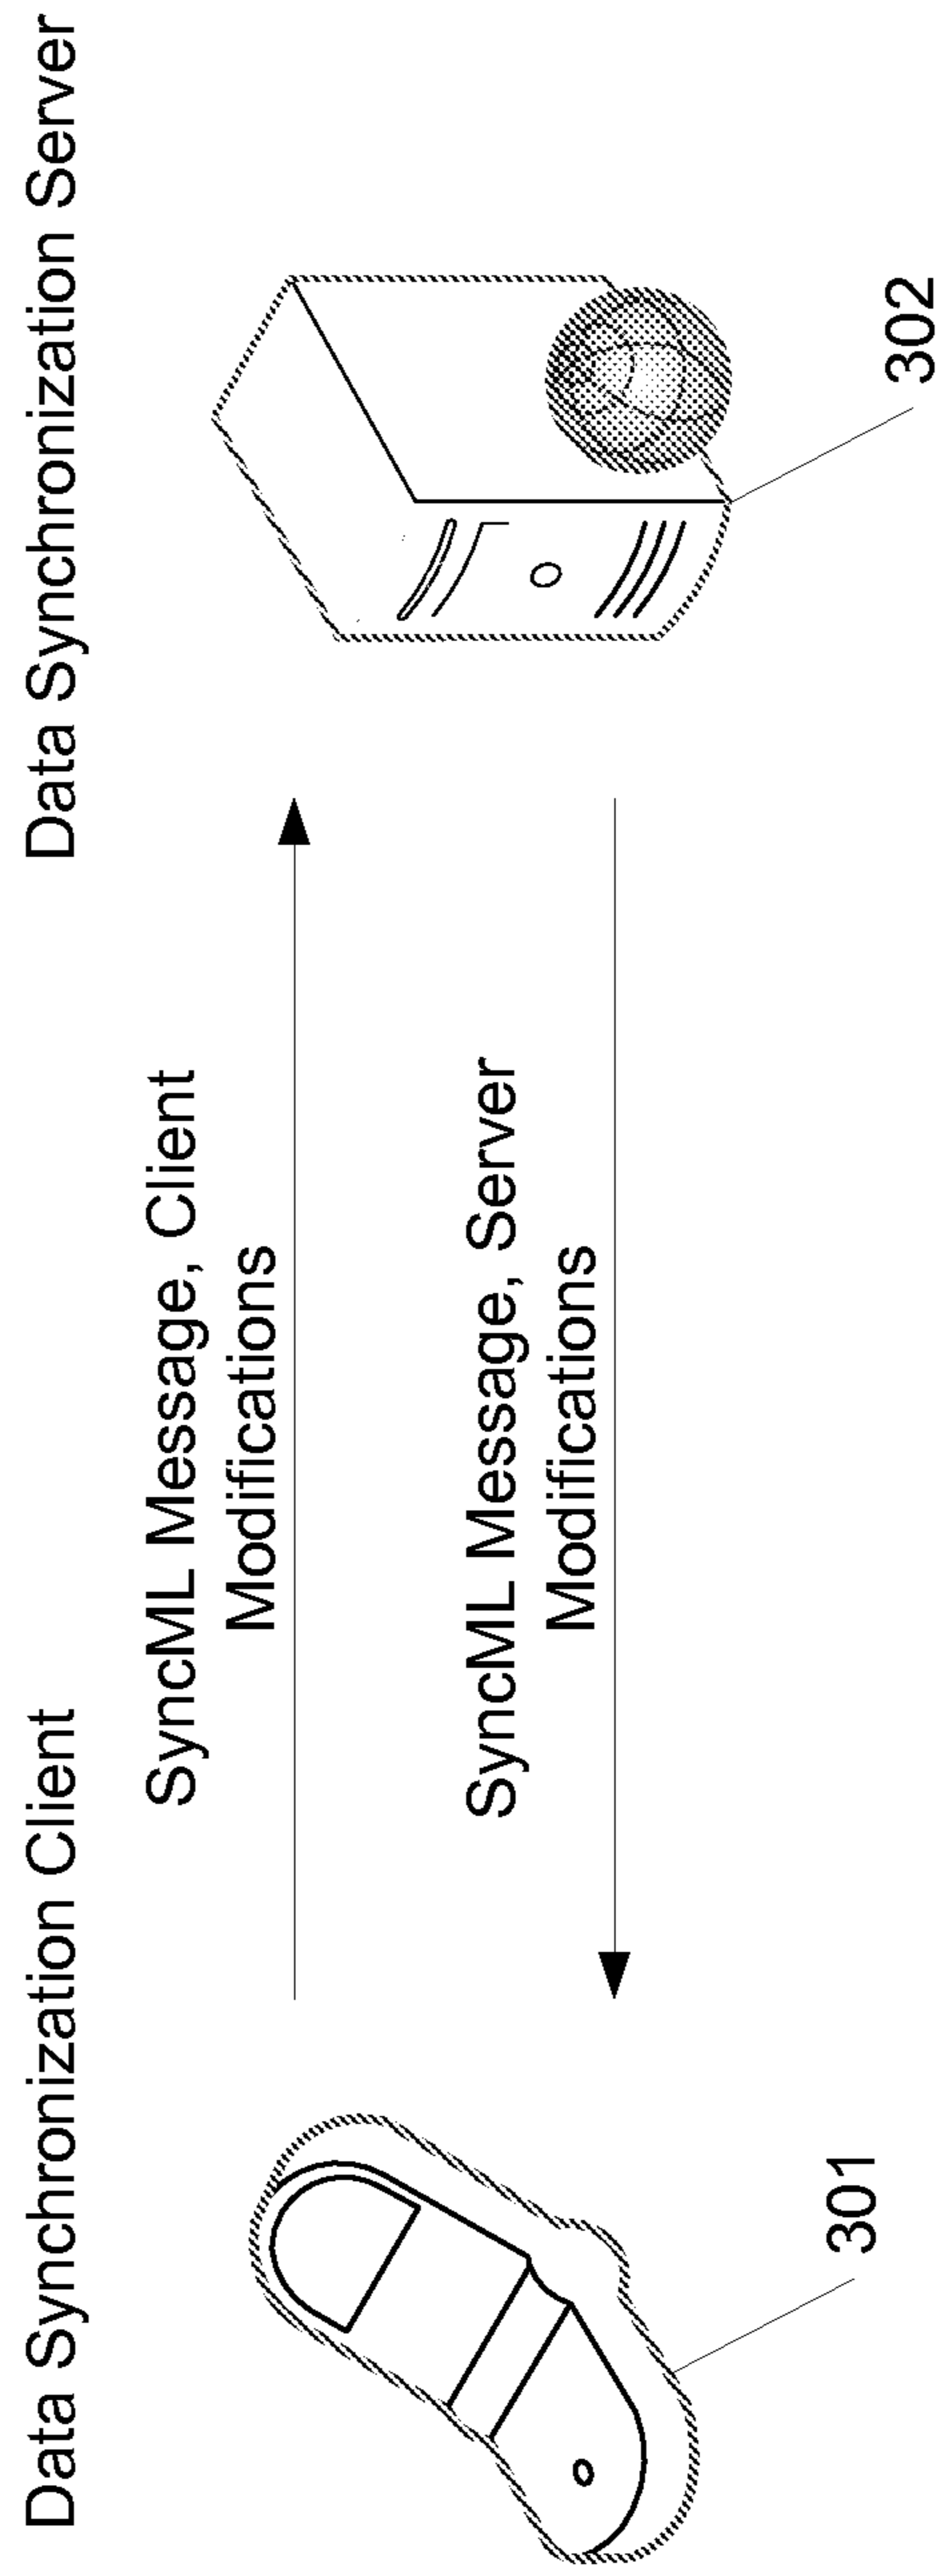 Data Synchronization Client
Data Synchronization Server
SyncML Message, Client
Modifications
SyncML Message, Server
Modifications
301
302